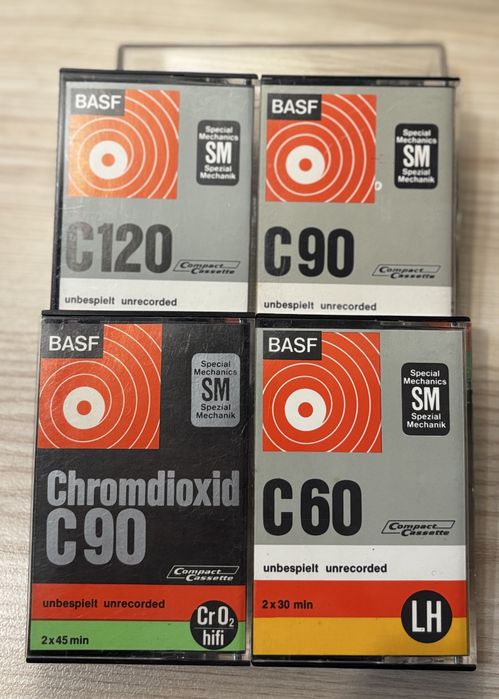 BASF
Special
Mechanics
SM
Spezial
Mechanik
C120
Compact
Cassette
unbespielt unrecorded
BASF
Special
Mechanics
SM
Spezial
Mechanik
C90
Compact
Cassette
unbespielt unrecorded
BASF
Special
Mechanics
SM
Spezial
Mechanik
Chromdioxid
C90
Compact
Cassette
unbespielt unrecorded
2x45 min
CrO₂
hifi
BASF
Special
Mechanics
SM
Spezial
Mechanik
C60
Compact
Cassette
unbespielt unrecorded
2x30 min
LH